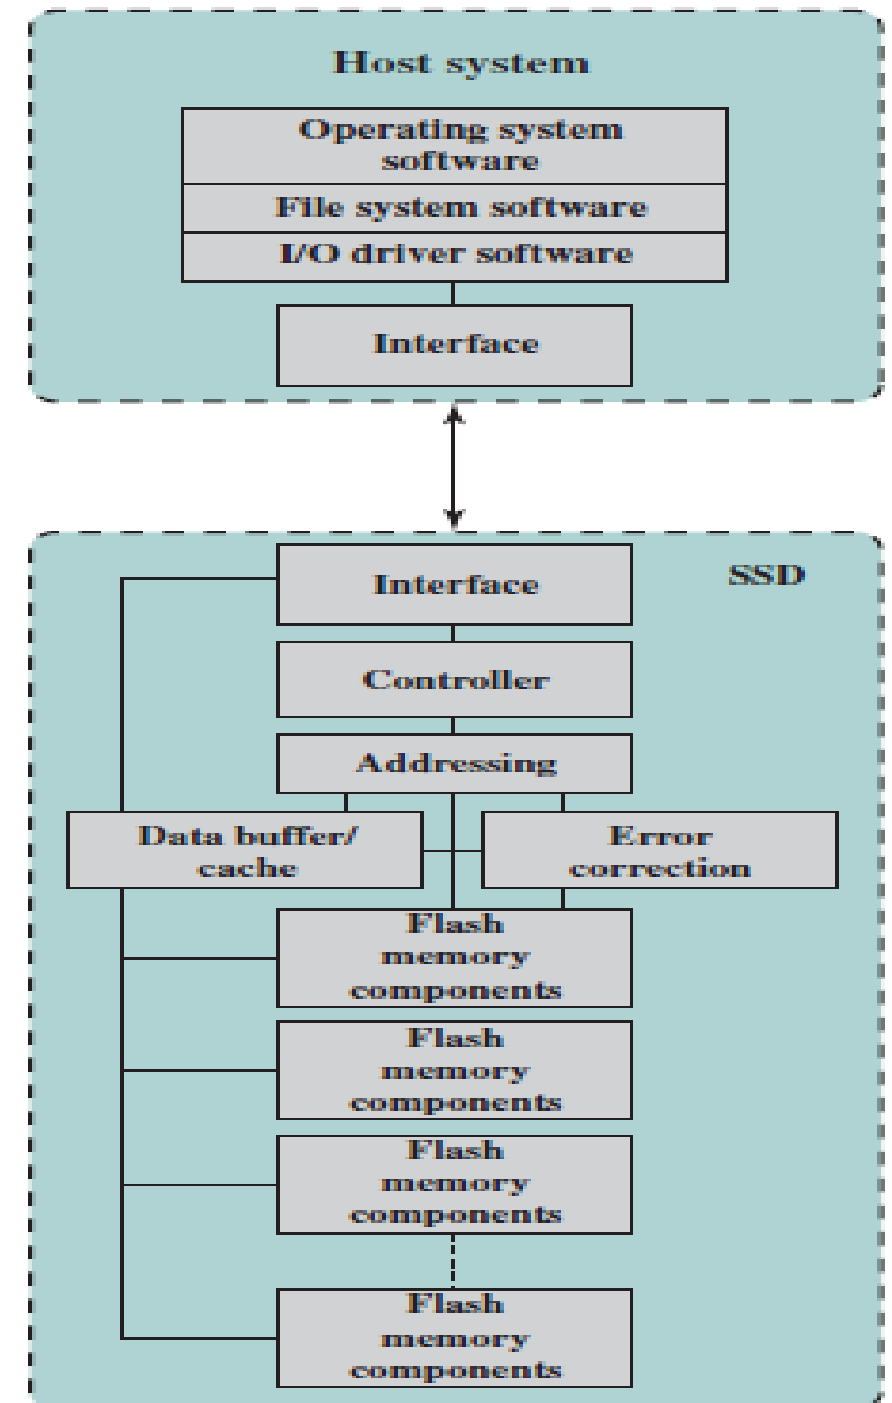 Host system
Operating system
software
File system software
I/O driver software
Interface
SSD
Interface
Controller
Addressing
Data buffer/
cache
Error
correction
Flash
memory
components
Flash
memory
components
Flash
memory
components
Flash
memory
components